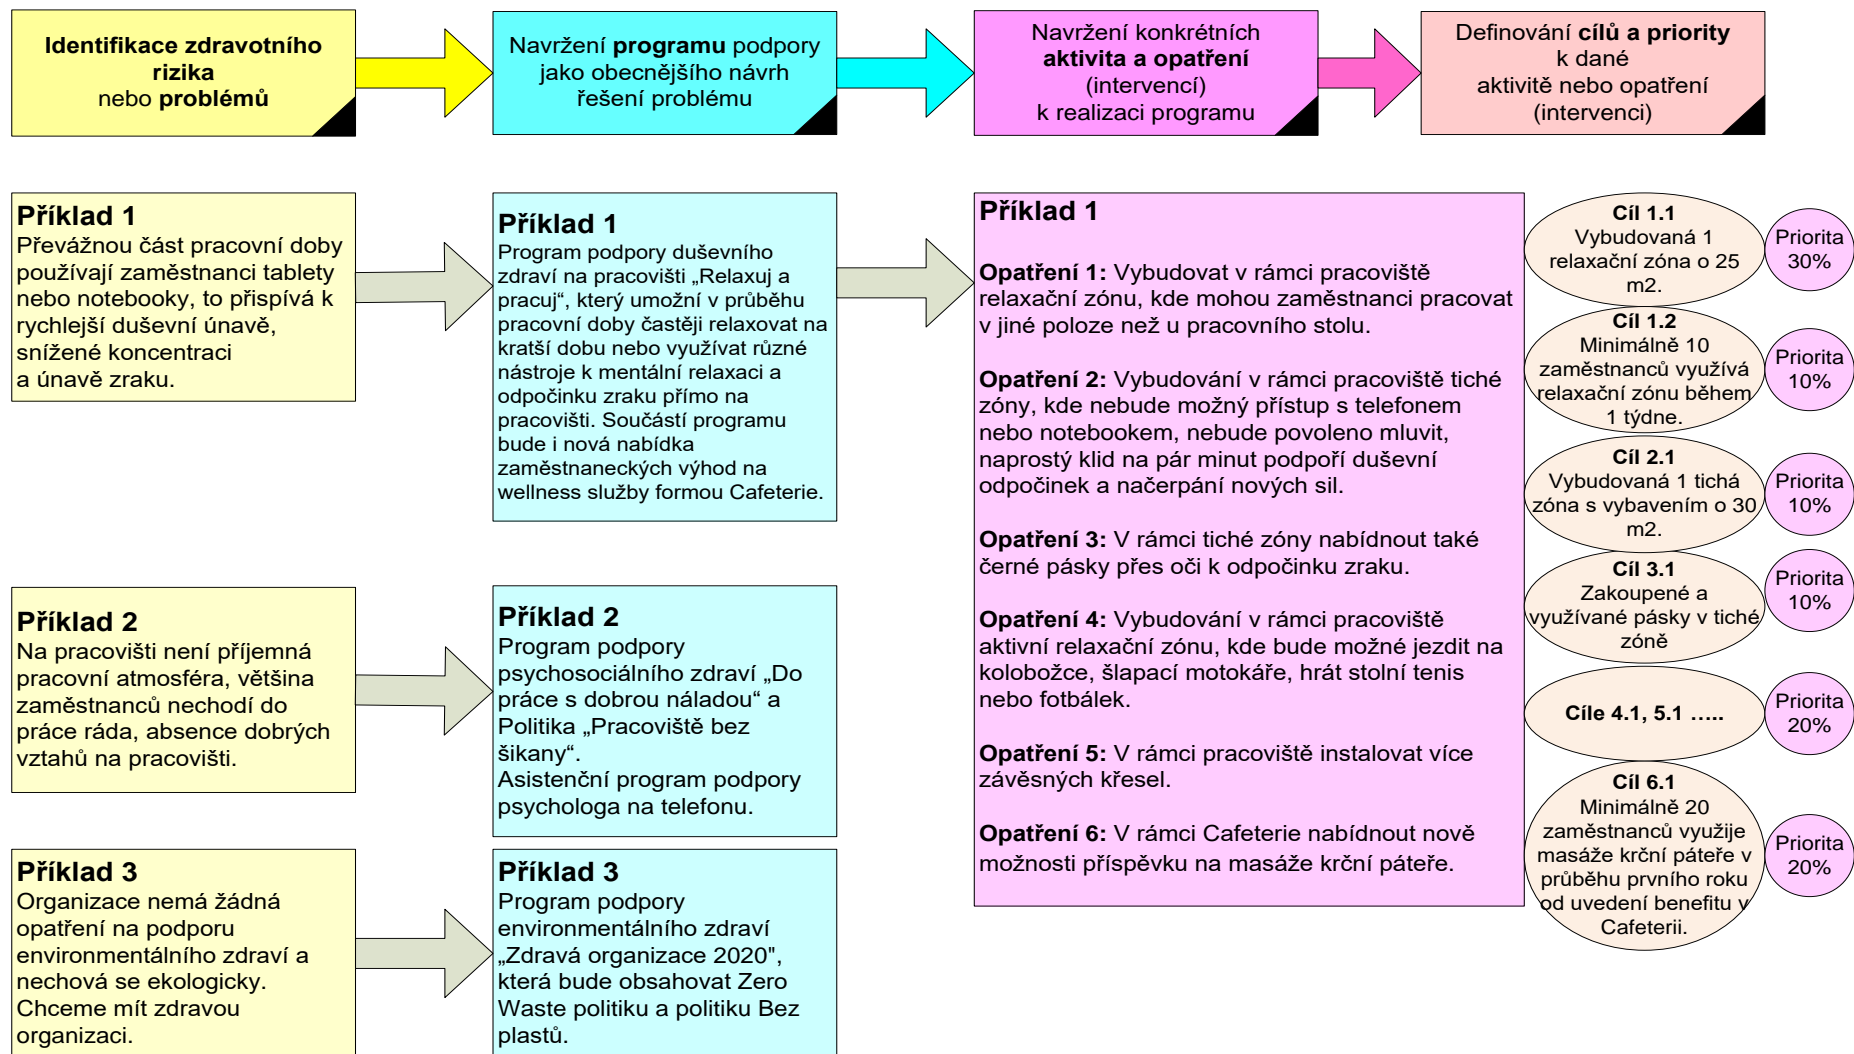 Identifikace zdravotního
rizika
nebo problémů
Navržení programu podpory
jako obecnějšího návrh
řešení problému
Navržení konkrétních
aktivita a opatření
(intervencí)
k realizaci programu
Definování cílů a priority
k dané
aktivitě nebo opatření
(intervenci)
Příklad 1
Převážnou část pracovní doby
používají zaměstnanci tablety
nebo notebooky, to přispívá k
rychlejší duševní únavě,
snížené koncentraci
a únavě zraku.
Příklad 1
Program podpory duševního
zdraví na pracovišti „Relaxuj a
pracuj“, který umožní v průběhu
pracovní doby častěji relaxovat na
kratší dobu nebo využívat různé
nástroje k mentální relaxaci a
odpočinku zraku přímo na
pracovišti. Součástí programu
bude i nová nabídka
zaměstnaneckých výhod na
wellness služby formou Cafeterie.
Příklad 1
Opatření 1: Vybudovat v rámci pracoviště
relaxační zónu, kde mohou zaměstnanci pracovat
v jiné poloze než u pracovního stolu.
Opatření 2: Vybudování v rámci pracoviště tiché
zóny, kde nebude možný přístup s telefonem
nebo notebookem, nebude povoleno mluvit,
naprostý klid na pár minut podpoří duševní
odpočinek a načerpání nových sil.
Opatření 3: V rámci tiché zóny nabídnout také
černé pásky přes oči k odpočinku zraku.
Opatření 4: Vybudování v rámci pracoviště
aktivní relaxační zónu, kde bude možné jezdit na
kolobožce, šlapací motokáře, hrát stolní tenis
nebo fotbálek.
Opatření 5: V rámci pracoviště instalovat více
závěsných křesel.
Opatření 6: V rámci Cafeterie nabídnout nově
možnosti příspěvku na masáže krční páteře.
Cíl 1.1
Vybudovaná 1
relaxační zóna o 25
m2.
Priorita
30%
Cíl 1.2
Minimálně 10
zaměstnanců využívá
relaxační zónu během
1 týdne.
Priorita
10%
Cíl 2.1
Vybudovaná 1 tichá
zóna s vybavením o 30
m2.
Priorita
10%
Cíl 3.1
Zakoupené a
využívané pásky v tiché
zóně
Priorita
10%
Cíle 4.1, 5.1 …..
Priorita
20%
Cíl 6.1
Minimálně 20
zaměstnanců využije
masáže krční páteře v
průběhu prvního roku
od uvedení benefitu v
Cafeterii.
Priorita
20%
Příklad 2
Na pracovišti není příjemná
pracovní atmosféra, většina
zaměstnanců nechodí do
práce ráda, absence dobrých
vztahů na pracovišti.
Příklad 2
Program podpory
psychosociálního zdraví „Do
práce s dobrou náladou“ a
Politika „Pracoviště bez
šikany“.
Asistenční program podpory
psychologa na telefonu.
Příklad 3
Organizace nemá žádná
opatření na podporu
environmentálního zdraví a
nechová se ekologicky.
Chceme mít zdravou
organizaci.
Příklad 3
Program podpory
environmentálního zdraví
„Zdravá organizace 2020",
která bude obsahovat Zero
Waste politiku a politiku Bez
plastů.